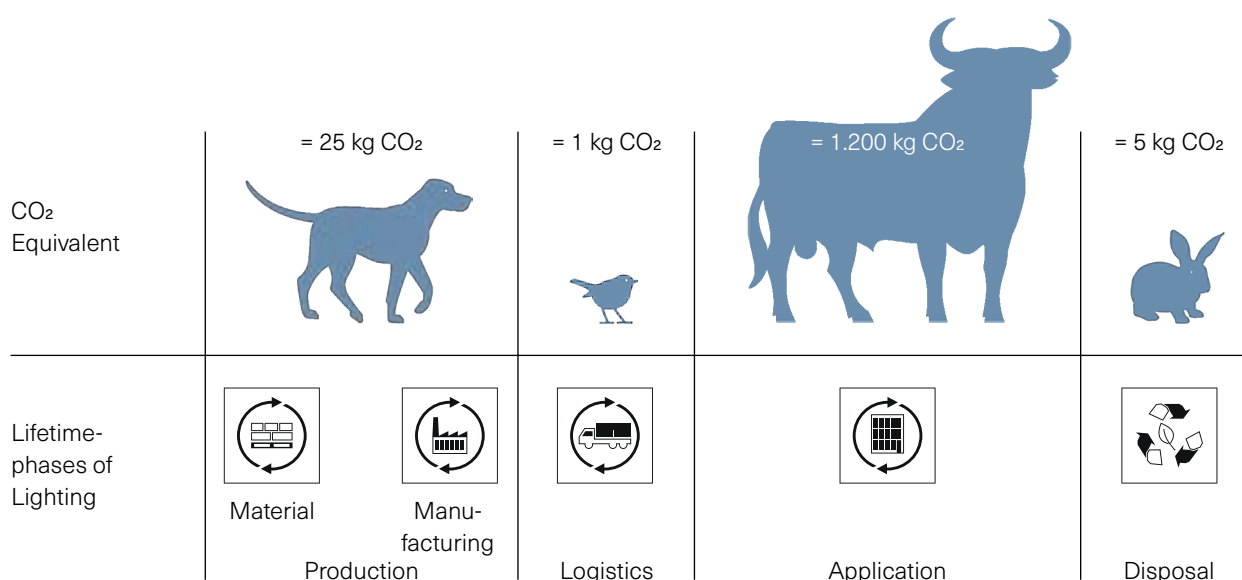 = 25 kg CO₂
= 1 kg CO₂
= 1.200 kg CO₂
= 5 kg CO₂
CO₂
Equivalent
Lifetime-
phases of
Lighting
Material
Manu-
facturing
Production
Logistics
Application
Disposal